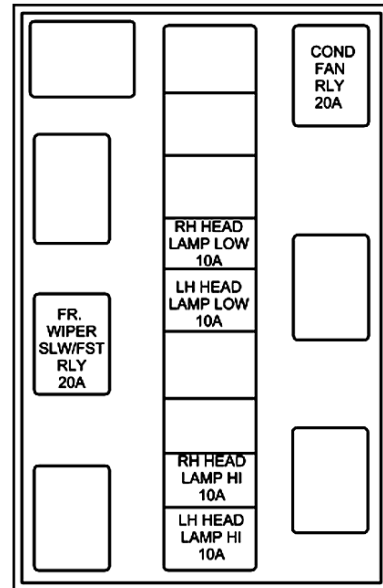 COND
FAN
RLY
20A
RH HEAD
LAMP LOW
10A
LH HEAD
LAMP LOW
10A
FR.
WIPER
SLW/FST
RLY
20A
RH HEAD
LAMP HI
10A
LH HEAD
LAMP HI
10A